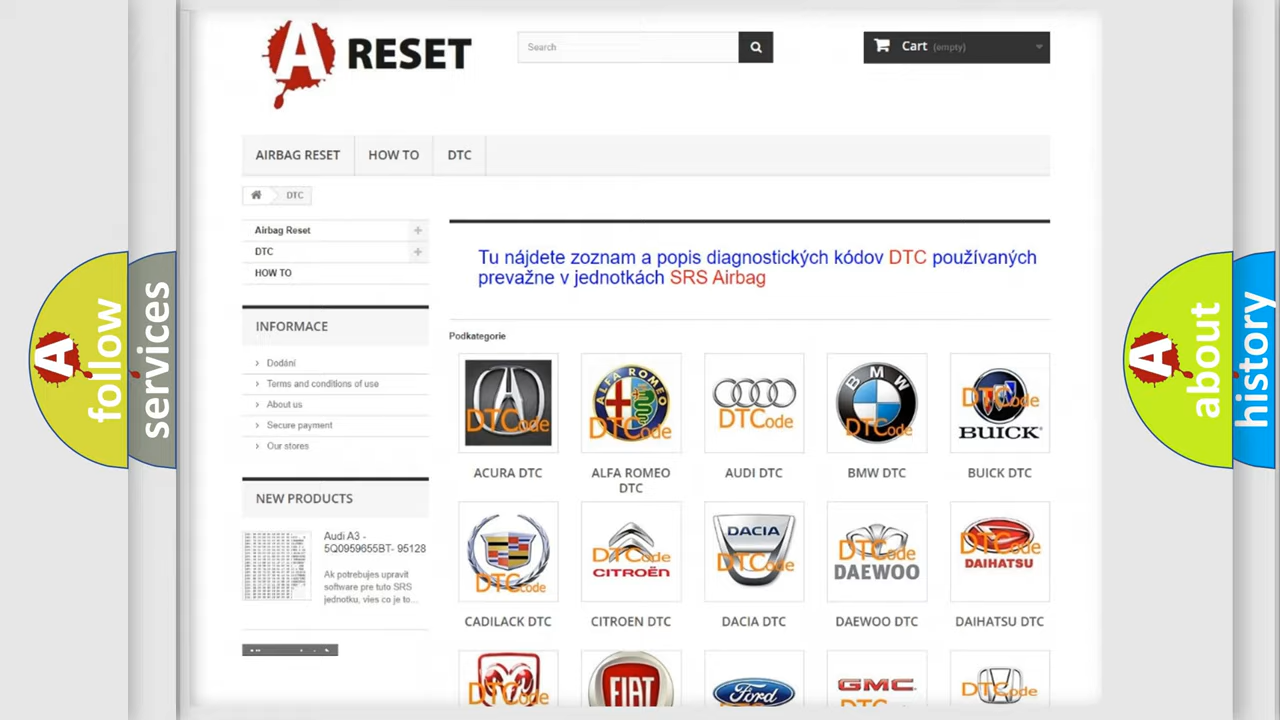 A RESET
Search
Cart (empty)
AIRBAG RESET
HOW TO
DTC
DTC
Airbag Reset
DTC
HOW TO
INFORMACE
Dodání
Terms and conditions of use
About us
Secure payment
Our stores
NEW PRODUCTS
Audi A3 -
5Q0959655BT- 95128
Ak potrebujes upravit
software pre tuto SRS
jednotku, vies co je to...
Tu nájdete zoznam a popis diagnostických kódov DTC používaných
prevažne v jednotkách SRS Airbag
Podkategorie
DTCode
ALFA ROMEO
DTCode
DTCode
BMW
DTCode
DTCode
BUICK
ACURA DTC
ALFA ROMEO
DTC
AUDI DTC
BMW DTC
BUICK DTC
DTCode
DTCode
CITROËN
DACIA
DTCode
DTCode
DAEWOO
DTCode
DAIHATSU
CADILACK DTC
CITROEN DTC
DACIA DTC
DAEWOO DTC
DAIHATSU DTC
DTCode
FIAT
Ford
DTCode
GMC
DTCode
A follow
services
A about
history